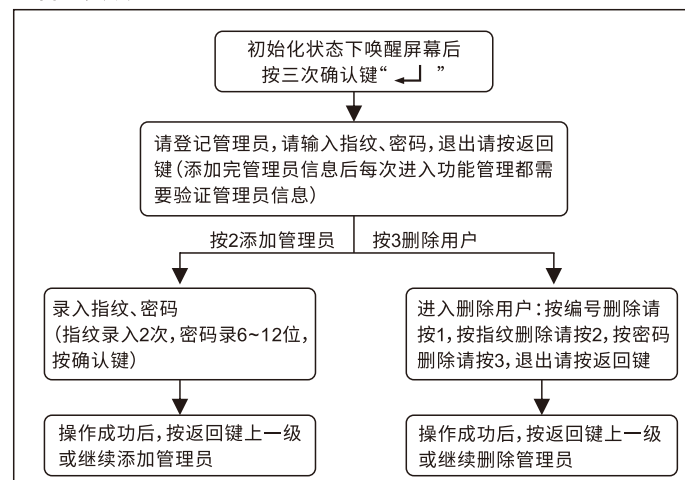 初始化状态下唤醒屏幕后
按三次确认键“ ↵ ”
请登记管理员，请输入指纹、密码，退出请按返回
键（添加完管理员信息后每次进入功能管理都需
要验证管理员信息）
按2添加管理员
按3删除用户
录入指纹、密码
（指纹录入2次，密码录6~12位，
按确认键）
进入删除用户：按编号删除请
按1，按指纹删除请按2，按密码
删除请按3，退出请按返回键
操作成功后，按返回键上一级
或继续添加管理员
操作成功后，按返回键上一级
或继续删除管理员